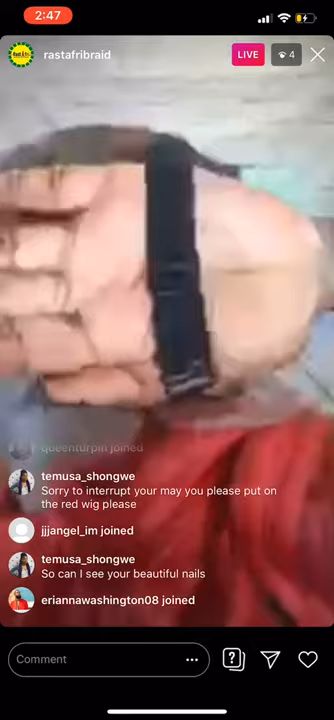 2:47
rastafribraid
LIVE
4
queenturpin joined
temusa_shongwe
Sorry to interrupt your may you please put on
the red wig please
jjjangel_im joined
temusa_shongwe
So can I see your beautiful nails
eriannawashington08 joined
Comment